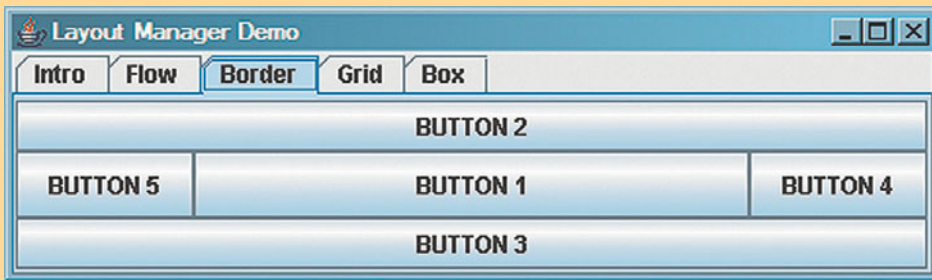 Layout Manager Demo
Intro Flow Border Grid Box
BUTTON 2
BUTTON 5 BUTTON 1 BUTTON 4
BUTTON 3